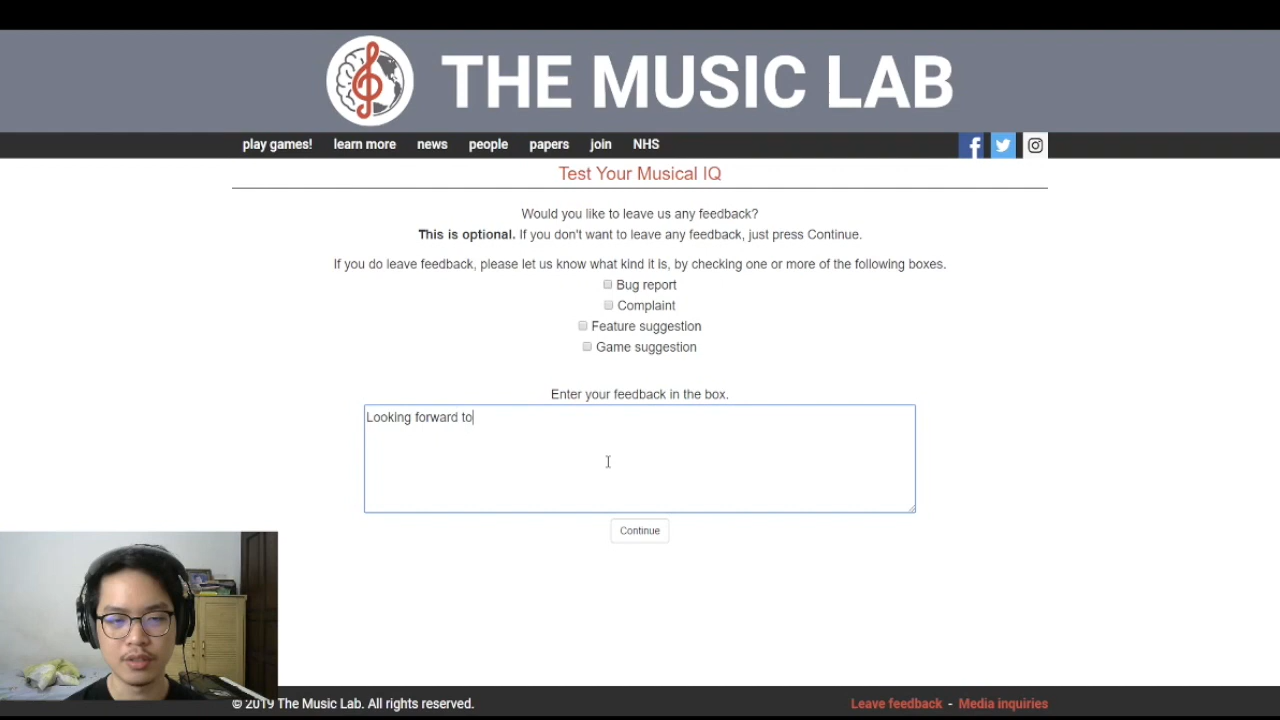 THE MUSIC LAB
play games! learn more news people papers join NHS
Test Your Musical IQ
Would you like to leave us any feedback?
This is optional. If you don't want to leave any feedback, just press Continue.
If you do leave feedback, please let us know what kind it is, by checking one or more of the following boxes.
Bug report
Complaint
Feature suggestion
Game suggestion
Enter your feedback in the box.
Looking forward to
Continue
© 2019 The Music Lab. All rights reserved.
Leave feedback - Media inquiries